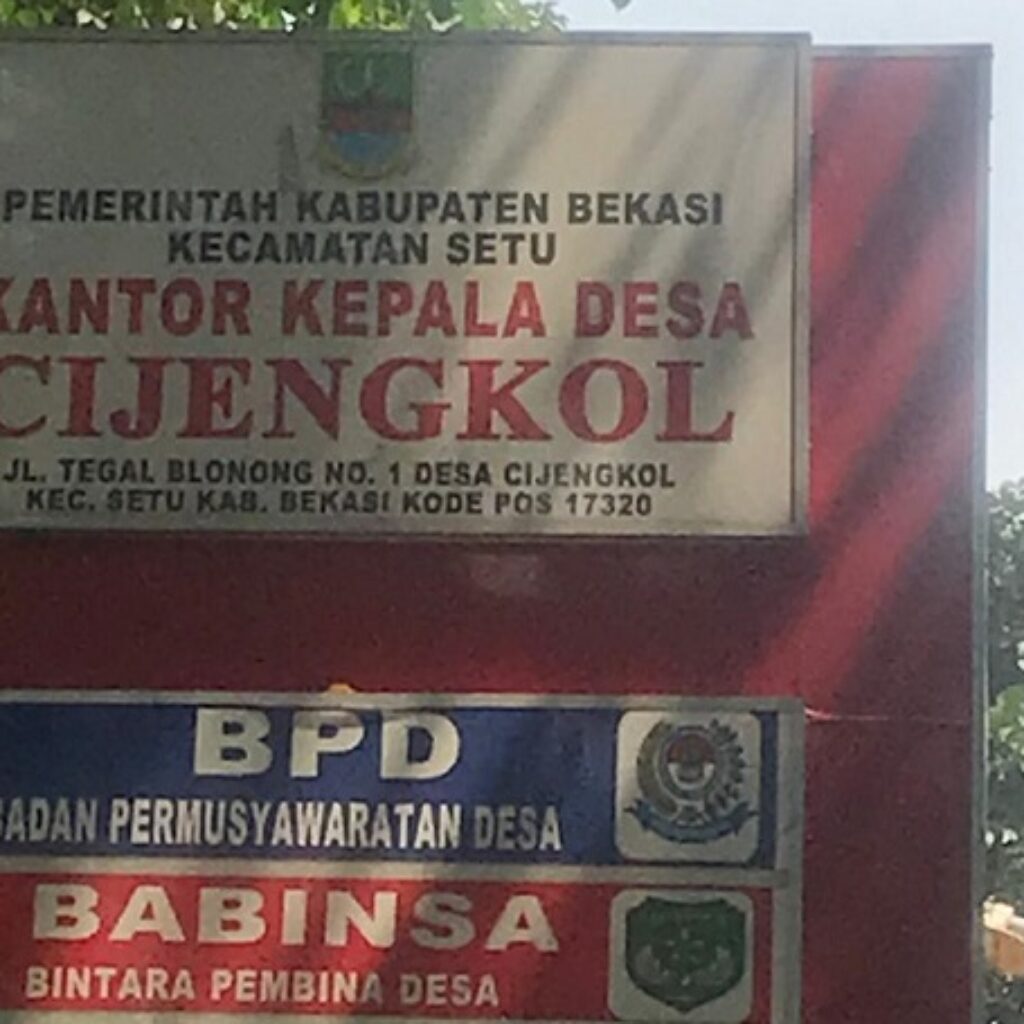 PEMERINTAH KABUPATEN BEKASI
KECAMATAN SETU
KANTOR KEPALA DESA
CIJENGKOL
JL. TEGAL BLONONG NO. 1 DESA CIJENGKOL
KEC. SETU KAB. BEKASI KODE POS 17320
BPD
BADAN PERMUSYAWARATAN DESA
BABINSA
BINTARA PEMBINA DESA